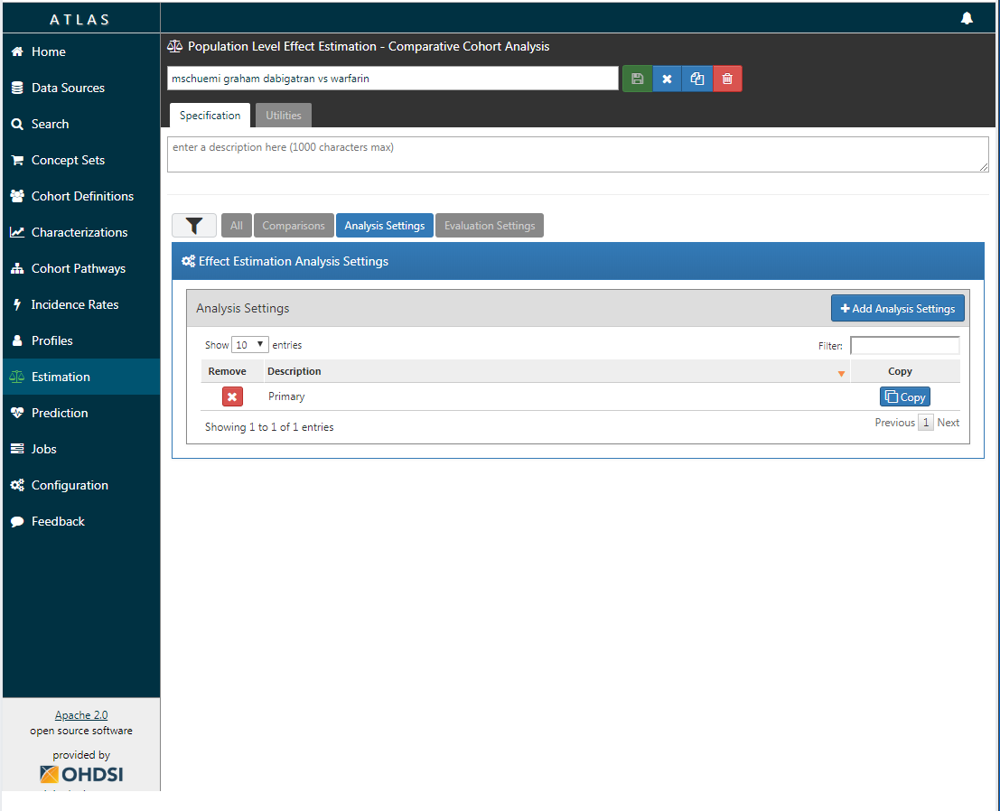 ATLAS
Home
Data Sources
Search
Concept Sets
Cohort Definitions
Characterizations
Cohort Pathways
Incidence Rates
Profiles
Estimation
Prediction
Jobs
Configuration
Feedback
Apache 2.0
open source software
provided by
OHDSI
Population Level Effect Estimation - Comparative Cohort Analysis
mschuemi graham dabigatran vs warfarin
Specification Utilities
enter a description here (1000 characters max)
All Comparisons Analysis Settings Evaluation Settings
Effect Estimation Analysis Settings
Analysis Settings Add Analysis Settings
Show 10 entries Filter:
Remove Description Copy
Primary Copy
Showing 1 to 1 of 1 entries Previous 1 Next